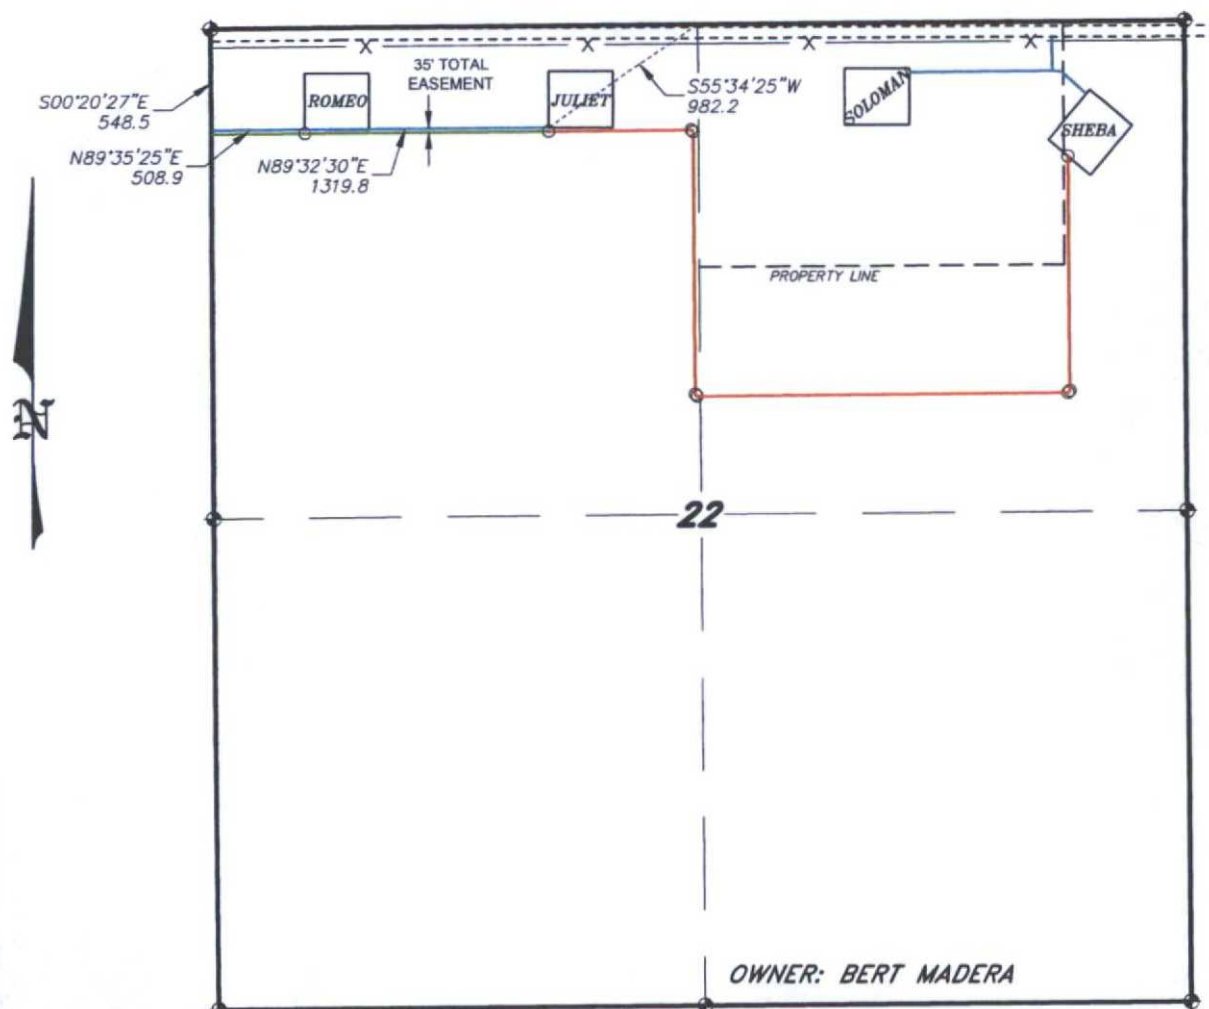 35' TOTAL
EASEMENT
S00°20'27"E
548.5
ROMEO
JULIET
S55°34'25"W
982.2
SOLOMAN
SHEBA
N89°35'25"E
508.9
N89°32'30"E
1319.8
X
X
X
X
PROPERTY LINE
N
22
OWNER: BERT MADERA